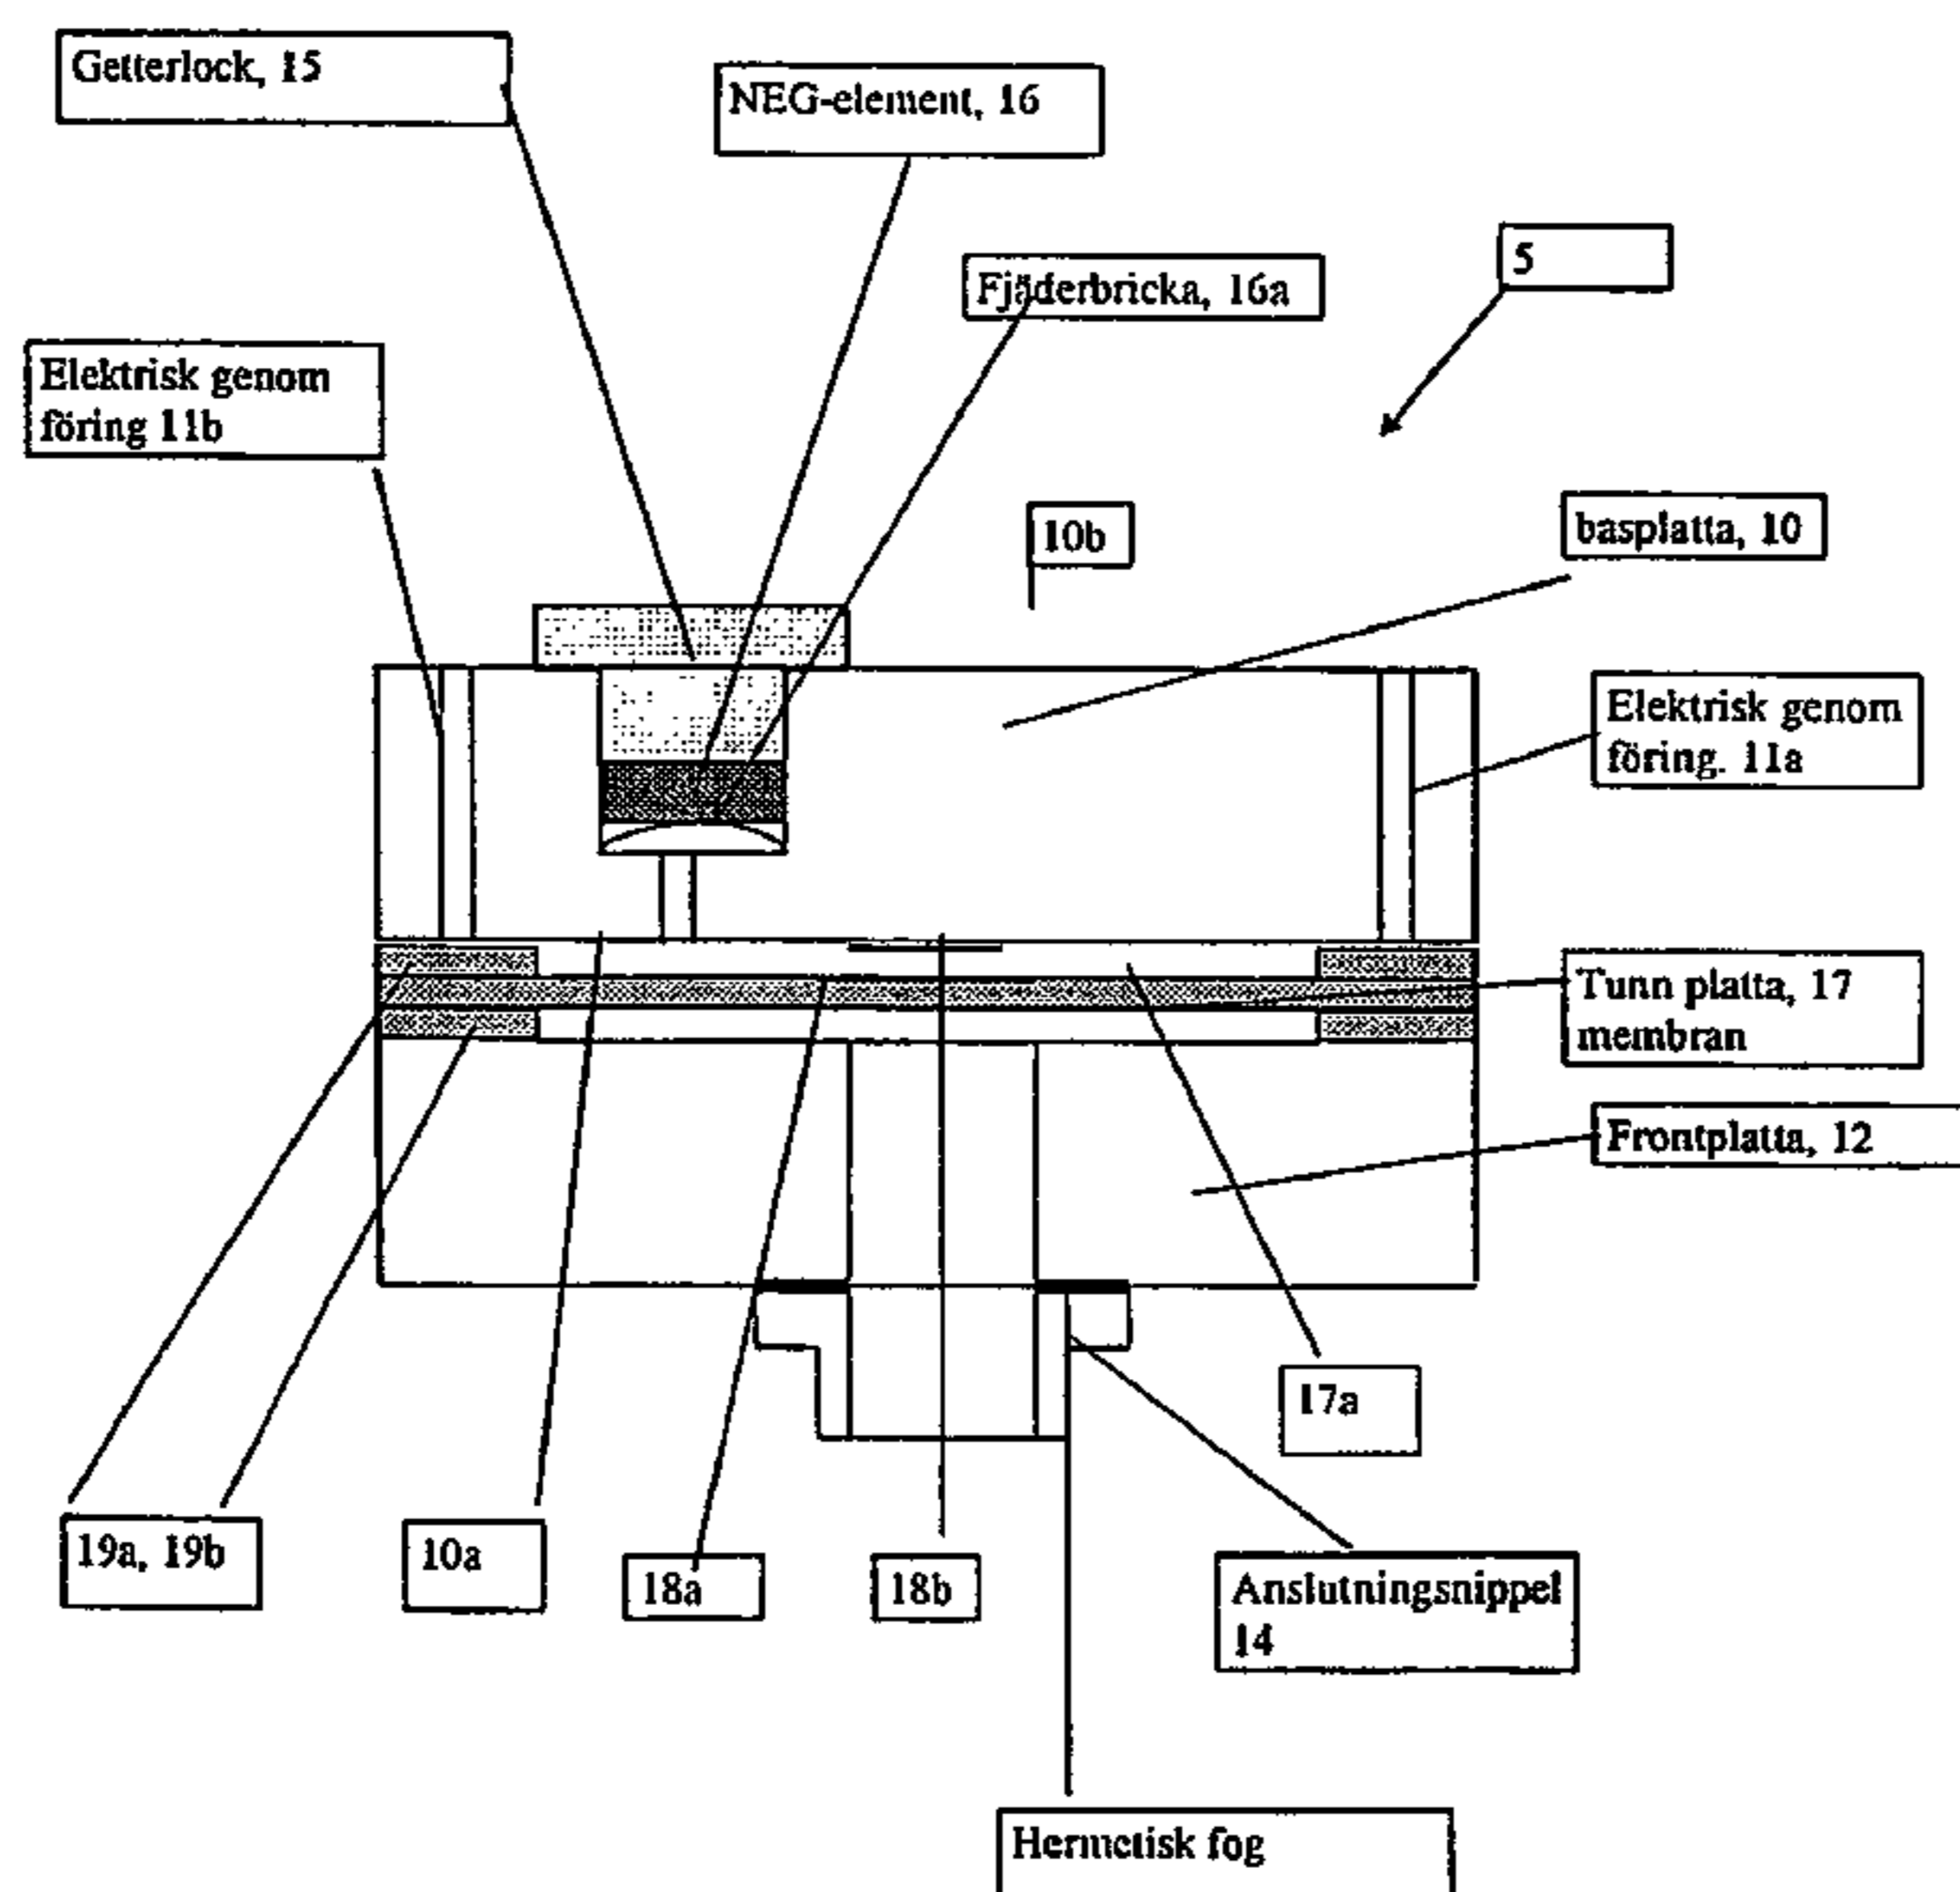 Getterlock, 15
NEG-element, 16
5
Fjäderbricka, 16a
Elektrisk genom
föring 11b
10b
basplatta, 10
Elektrisk genom
föring. 11a
Tunn platta, 17
membran
Frontplatta, 12
17a
19a, 19b
10a
18a
18b
Anslutningsnippel
14
Hermetisk fog